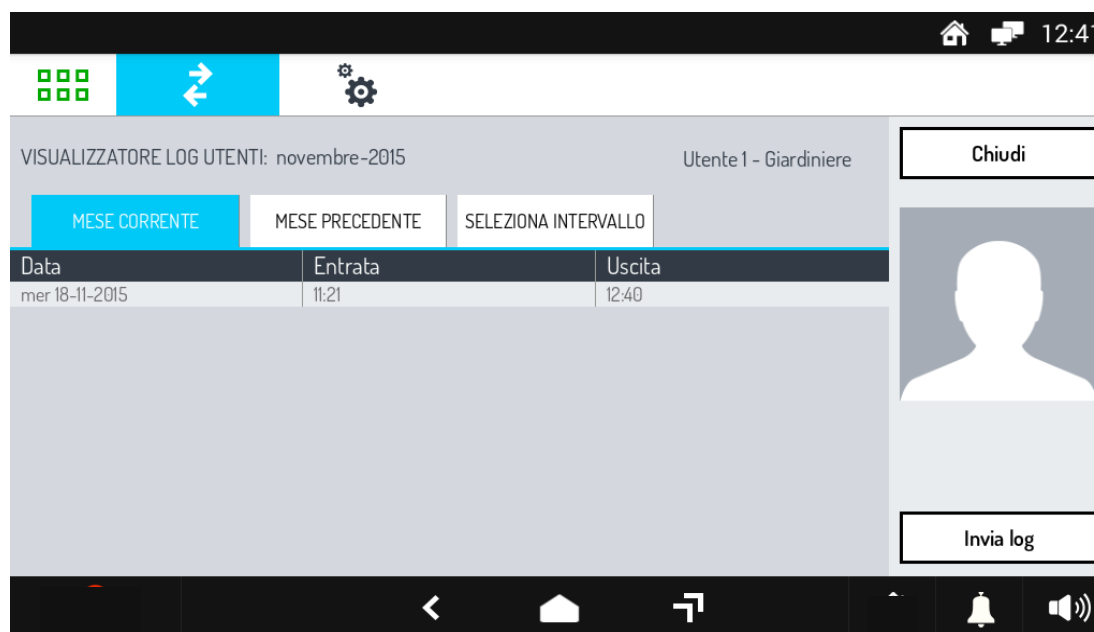 12:41
VISUALIZZATORE LOG UTENTI: novembre-2015
Utente 1 - Giardiniere
Chiudi
MESE CORRENTE
MESE PRECEDENTE
SELEZIONA INTERVALLO
Data Entrata Uscita
mer 18-11-2015 11:21 12:40
Invia log